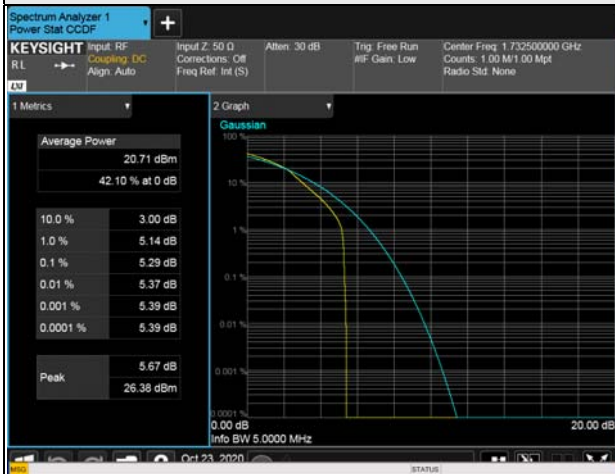 Spectrum Analyzer 1
Power Stat CCDF
+
KEYSIGHT
RL
LXI
Input: RF
Coupling: DC
Align: Auto
Input Z: 50 Ω
Corrections: Off
Freq Ref: Int (S)
Atten: 30 dB
Trig: Free Run
#IF Gain: Low
Center Freq: 1.732500000 GHz
Counts: 1.00 M/1.00 Mpt
Radio Std: None
1 Metrics
Average Power
20.71 dBm
42.10 % at 0 dB
10.0 % 3.00 dB
1.0 % 5.14 dB
0.1 % 5.29 dB
0.01 % 5.37 dB
0.001 % 5.39 dB
0.0001 % 5.39 dB
Peak
5.67 dB
26.38 dBm
2 Graph
Gaussian
100 %
10 %
1 %
0.1 %
0.01 %
0.001 %
0.0001 %
0.00 dB 20.00 dB
Info BW 5.0000 MHz
Oct 23, 2020
MSG STATUS